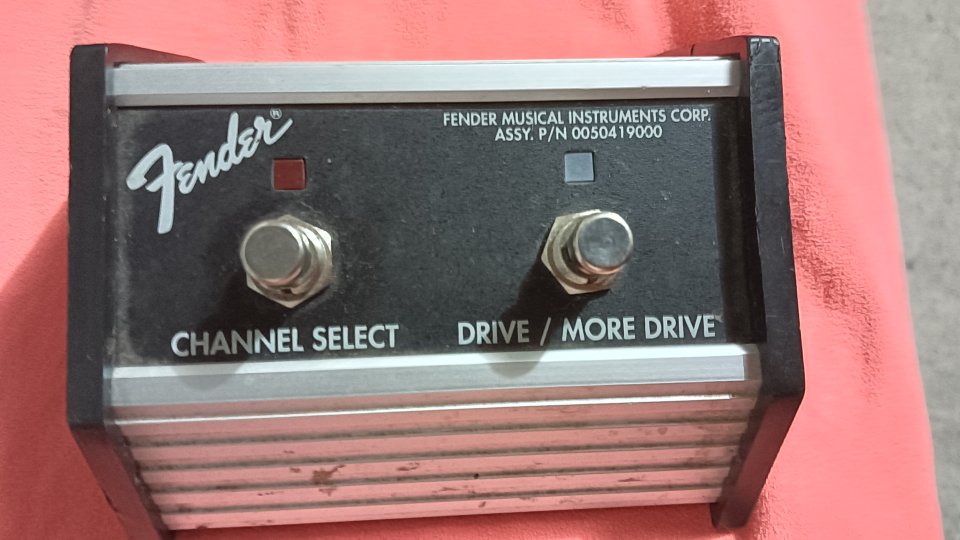 Fender®
FENDER MUSICAL INSTRUMENTS CORP.
ASSY. P/N 0050419000
CHANNEL SELECT
DRIVE / MORE DRIVE